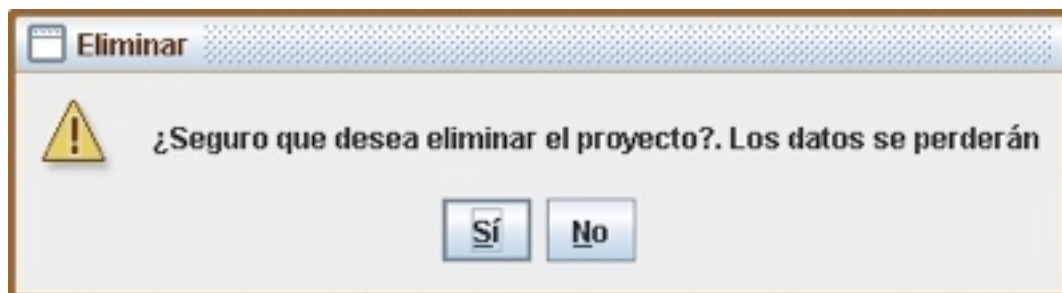 Eliminar
¿Seguro que desea eliminar el proyecto?. Los datos se perderán
Sí No